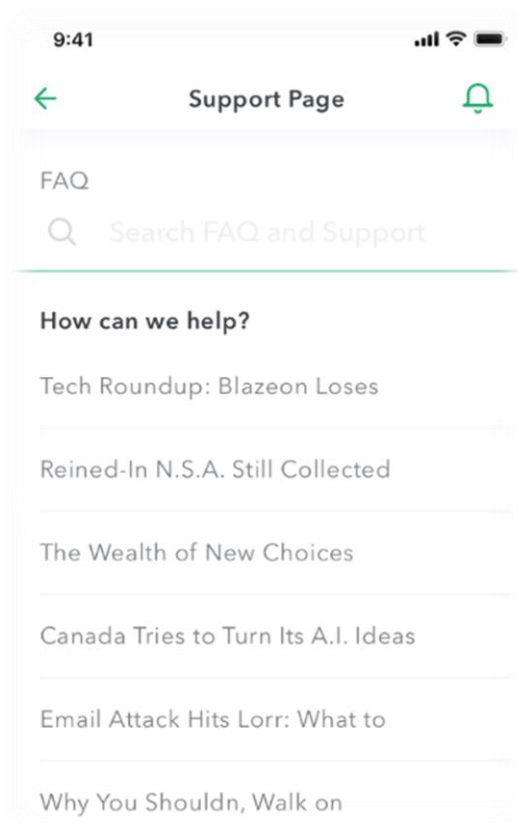 9:41
Support Page
FAQ
Search FAQ and Support
How can we help?
Tech Roundup: Blazeon Loses
Reined-In N.S.A. Still Collected
The Wealth of New Choices
Canada Tries to Turn Its A.I. Ideas
Email Attack Hits Lorr: What to
Why You Shouldn, Walk on